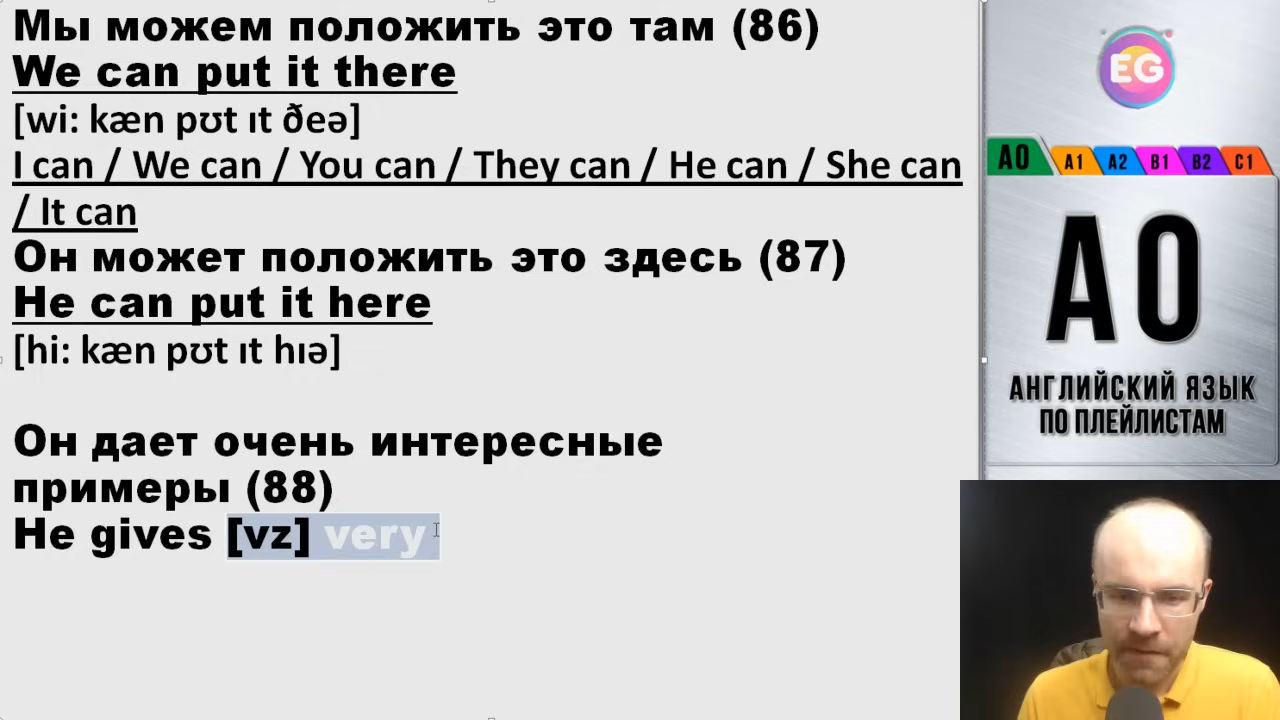 Мы можем положить это там (86)
We can put it there
[wi: kæn pʊt ɪt ðeə]
I can / We can / You can / They can / He can / She can
/ It can
Он может положить это здесь (87)
He can put it here
[hi: kæn pʊt ɪt hɪə]
Он дает очень интересные
примеры (88)
He gives [vz] very
EG
A0 A1 A2 B1 B2 C1
A0
АНГЛИЙСКИЙ ЯЗЫК
ПО ПЛЕЙЛИСТАМ